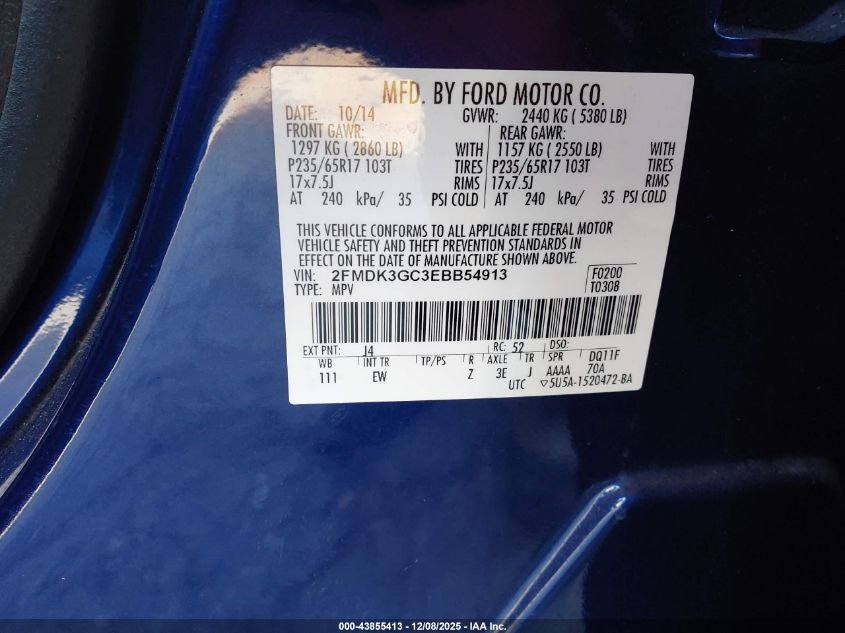 MFD. BY FORD MOTOR CO.
DATE: 10/14 GVWR: 2440 KG ( 5380 LB)
FRONT GAWR: REAR GAWR:
1297 KG ( 2860 LB) WITH 1157 KG ( 2550 LB) WITH
P235/65R17 103T TIRES P235/65R17 103T TIRES
17x7.5J RIMS 17x7.5J RIMS
AT 240 kPa/ 35 PSI COLD AT 240 kPa/ 35 PSI COLD
THIS VEHICLE CONFORMS TO ALL APPLICABLE FEDERAL MOTOR
VEHICLE SAFETY AND THEFT PREVENTION STANDARDS IN
EFFECT ON THE DATE OF MANUFACTURE SHOWN ABOVE.
VIN: 2FMDK3GC3EBB54913 F0200
TYPE: MPV T0308
EXT PNT: J4 RC: 52 DSO:
WB INT TR TP/PS R AXLE TR SPR DQ11F
111 EW Z 3E J AAAA 70A
UTC ▽5U5A-1520472-BA
000-43855413 - 12/08/2025 - IAA Inc.